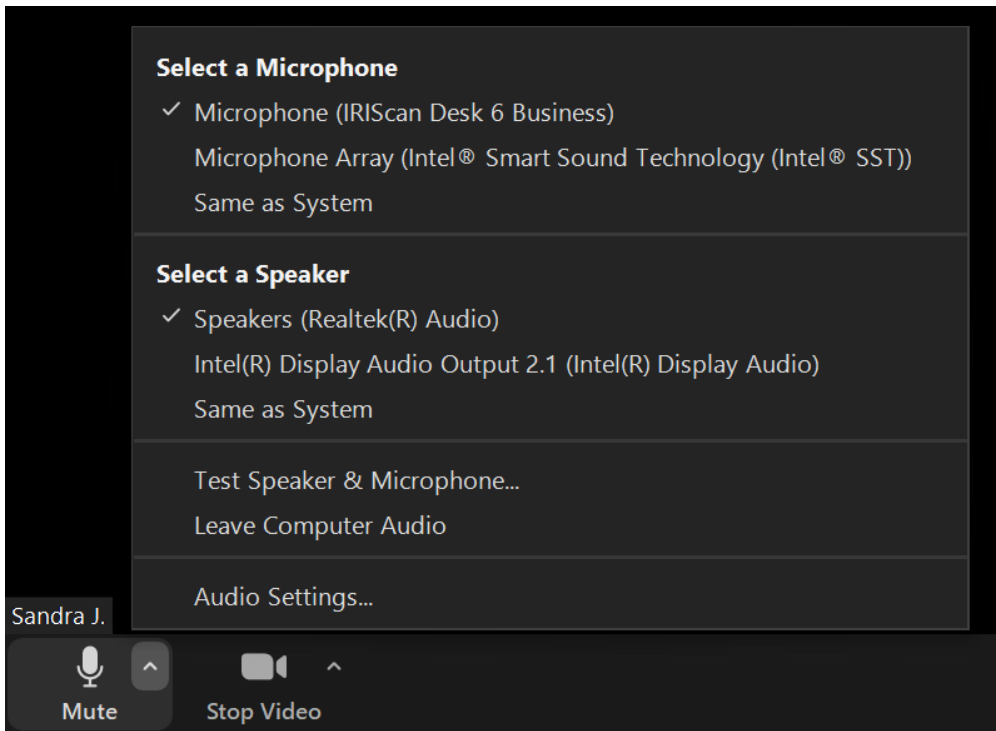 Select a Microphone
Microphone (IRIScan Desk 6 Business)
Microphone Array (Intel® Smart Sound Technology (Intel® SST))
Same as System
Select a Speaker
Speakers (Realtek(R) Audio)
Intel(R) Display Audio Output 2.1 (Intel(R) Display Audio)
Same as System
Test Speaker & Microphone...
Leave Computer Audio
Audio Settings...
Sandra J.
Mute
Stop Video